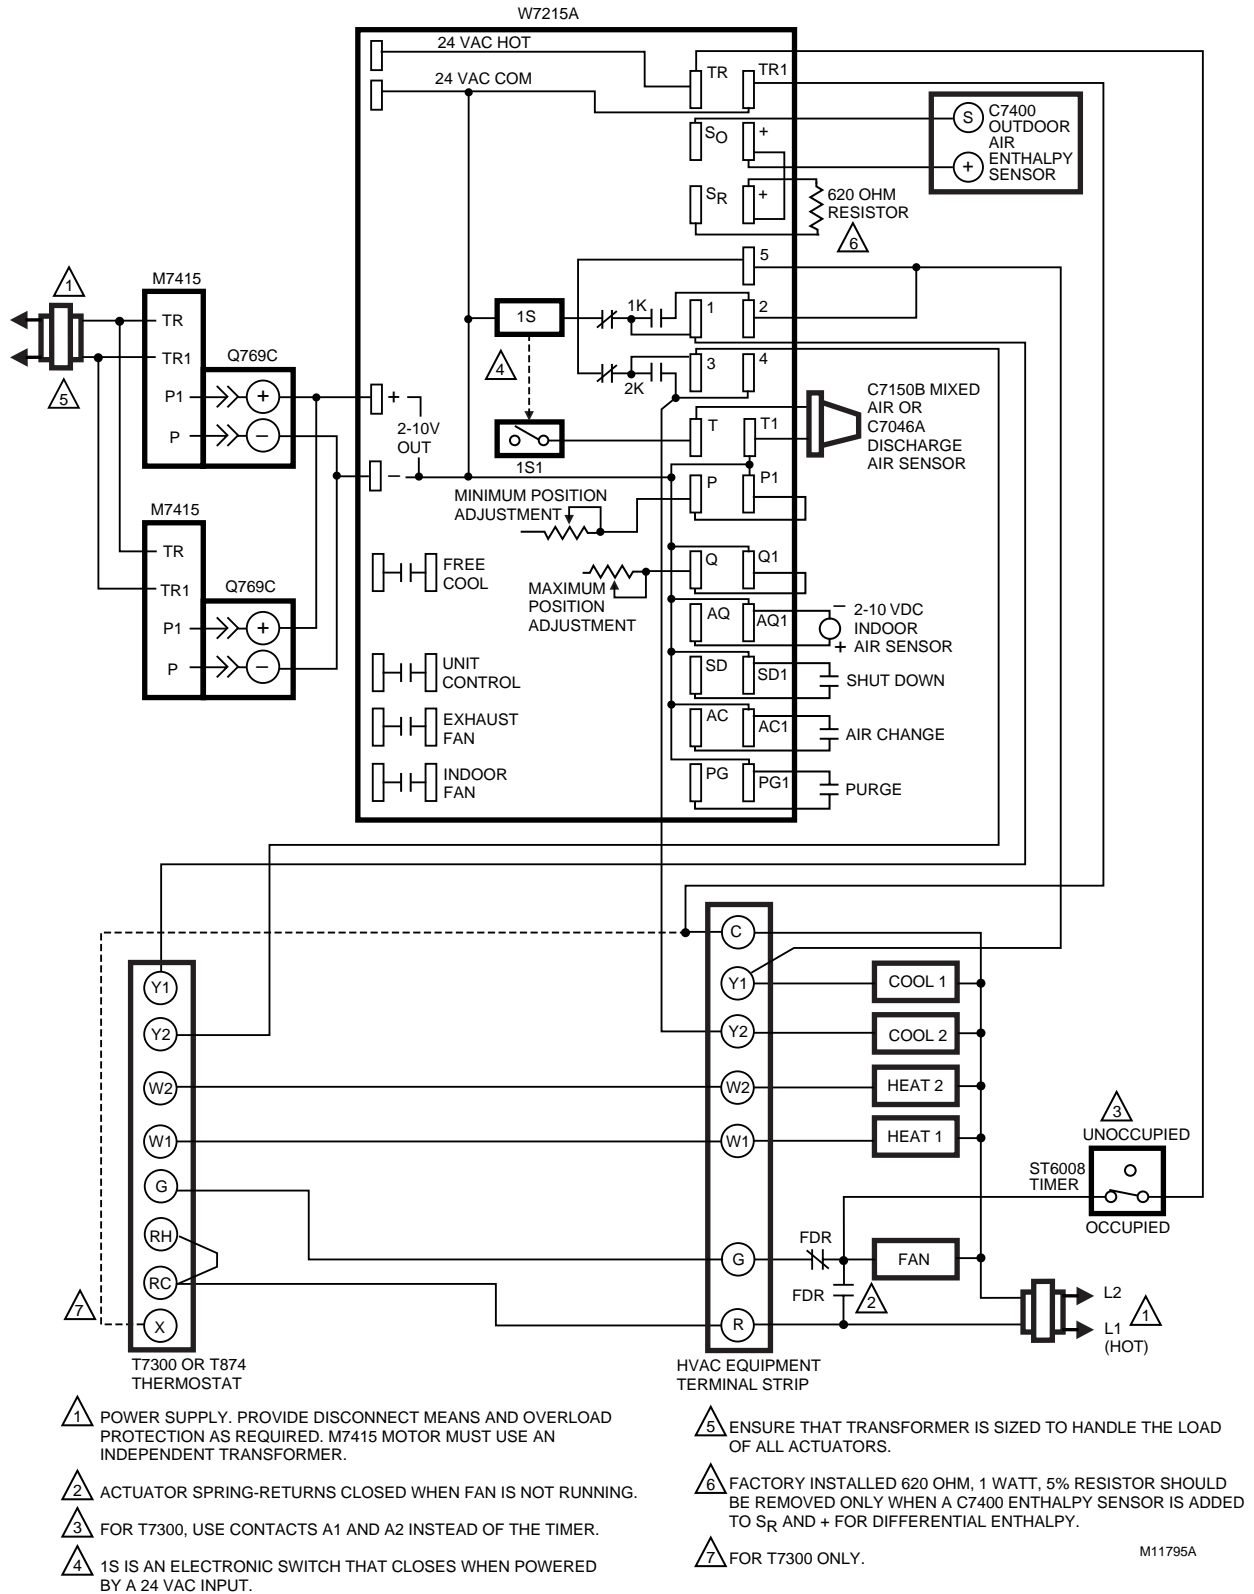 W7215A
24 VAC HOT
24 VAC COM
TR
TR1
SO
+
SR
+
S
C7400
OUTDOOR
AIR
ENTHALPY
SENSOR
+
620 OHM
RESISTOR
6
5
1
2
1K
3
4
2K
1S
4
1S1
T
T1
C7150B MIXED
AIR OR
C7046A
DISCHARGE
AIR SENSOR
P
P1
MINIMUM POSITION
ADJUSTMENT
Q
Q1
MAXIMUM
POSITION
ADJUSTMENT
AQ
AQ1
– 2-10 VDC
INDOOR
+ AIR SENSOR
SD
SD1
SHUT DOWN
AC
AC1
AIR CHANGE
PG
PG1
PURGE
+
2-10V
OUT
–
FREE
COOL
UNIT
CONTROL
EXHAUST
FAN
INDOOR
FAN
1
5
M7415
TR
TR1
Q769C
P1
+
P
–
M7415
TR
TR1
Q769C
P1
+
P
–
Y1
Y2
W2
W1
G
RH
RC
X
7
T7300 OR T874
THERMOSTAT
C
Y1
Y2
W2
W1
G
R
HVAC EQUIPMENT
TERMINAL STRIP
COOL 1
COOL 2
HEAT 2
HEAT 1
FDR
FAN
FDR
2
3
UNOCCUPIED
ST6008
TIMER
OCCUPIED
L2
1
L1
(HOT)
1 POWER SUPPLY. PROVIDE DISCONNECT MEANS AND OVERLOAD
PROTECTION AS REQUIRED. M7415 MOTOR MUST USE AN
INDEPENDENT TRANSFORMER.
2 ACTUATOR SPRING-RETURNS CLOSED WHEN FAN IS NOT RUNNING.
3 FOR T7300, USE CONTACTS A1 AND A2 INSTEAD OF THE TIMER.
4 1S IS AN ELECTRONIC SWITCH THAT CLOSES WHEN POWERED
BY A 24 VAC INPUT.
5 ENSURE THAT TRANSFORMER IS SIZED TO HANDLE THE LOAD
OF ALL ACTUATORS.
6 FACTORY INSTALLED 620 OHM, 1 WATT, 5% RESISTOR SHOULD
BE REMOVED ONLY WHEN A C7400 ENTHALPY SENSOR IS ADDED
TO SR AND + FOR DIFFERENTIAL ENTHALPY.
7 FOR T7300 ONLY.
M11795A